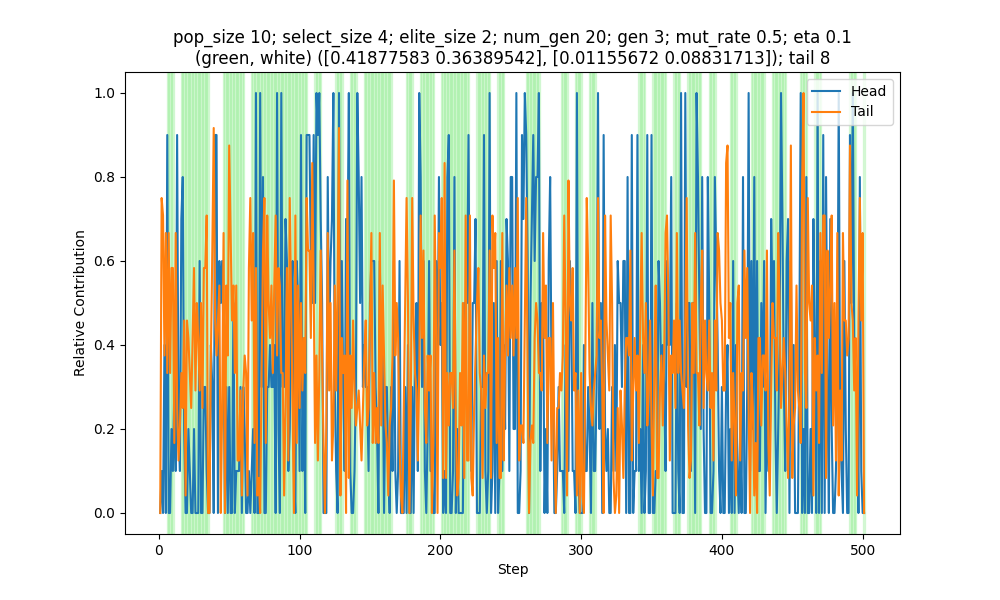 pop_size 10; select_size 4; elite_size 2; num_gen 20; gen 3; mut_rate 0.5; eta 0.1
(green, white) ([0.41877583 0.36389542], [0.01155672 0.08831713]); tail 8
Head
Tail
1.0
0.8
0.6
0.4
0.2
0.0
Relative Contribution
0 100 200 300 400 500
Step